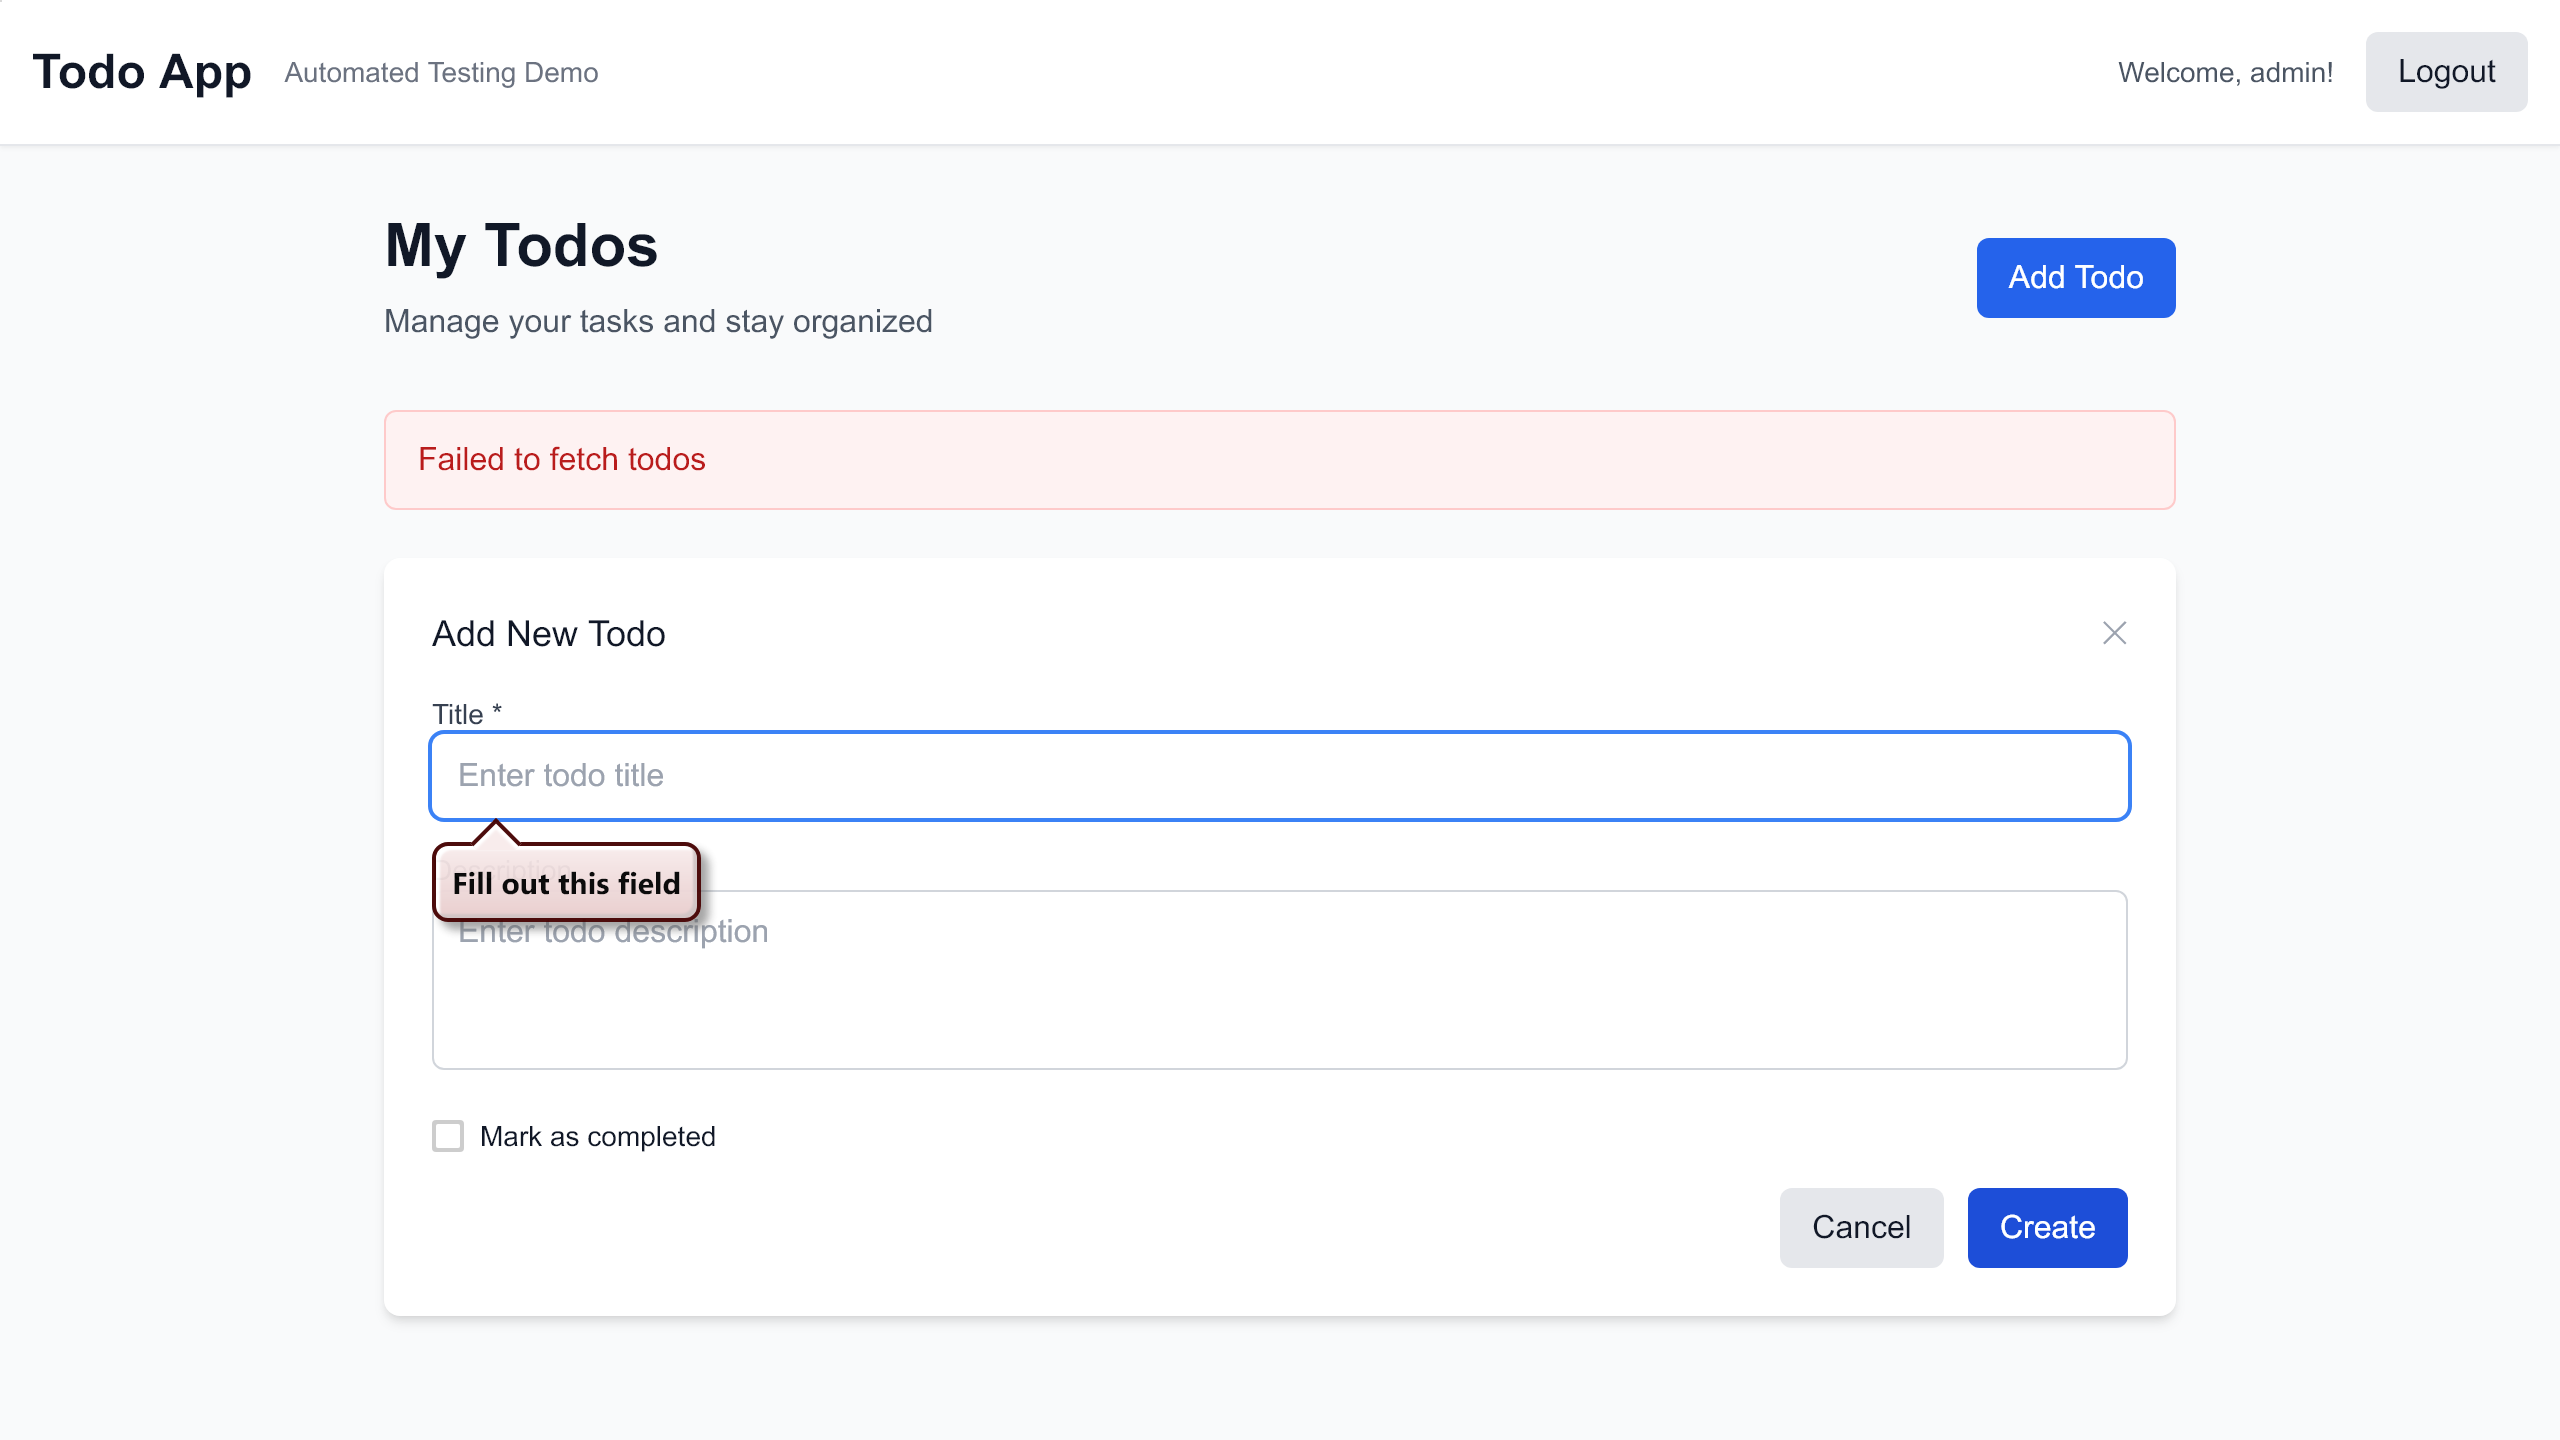 Todo App
Automated Testing Demo
Welcome, admin!
Logout
My Todos
Add Todo
Manage your tasks and stay organized
Failed to fetch todos
Add New Todo
Title *
Enter todo title
Description
Fill out this field
Enter todo description
Mark as completed
Cancel
Create